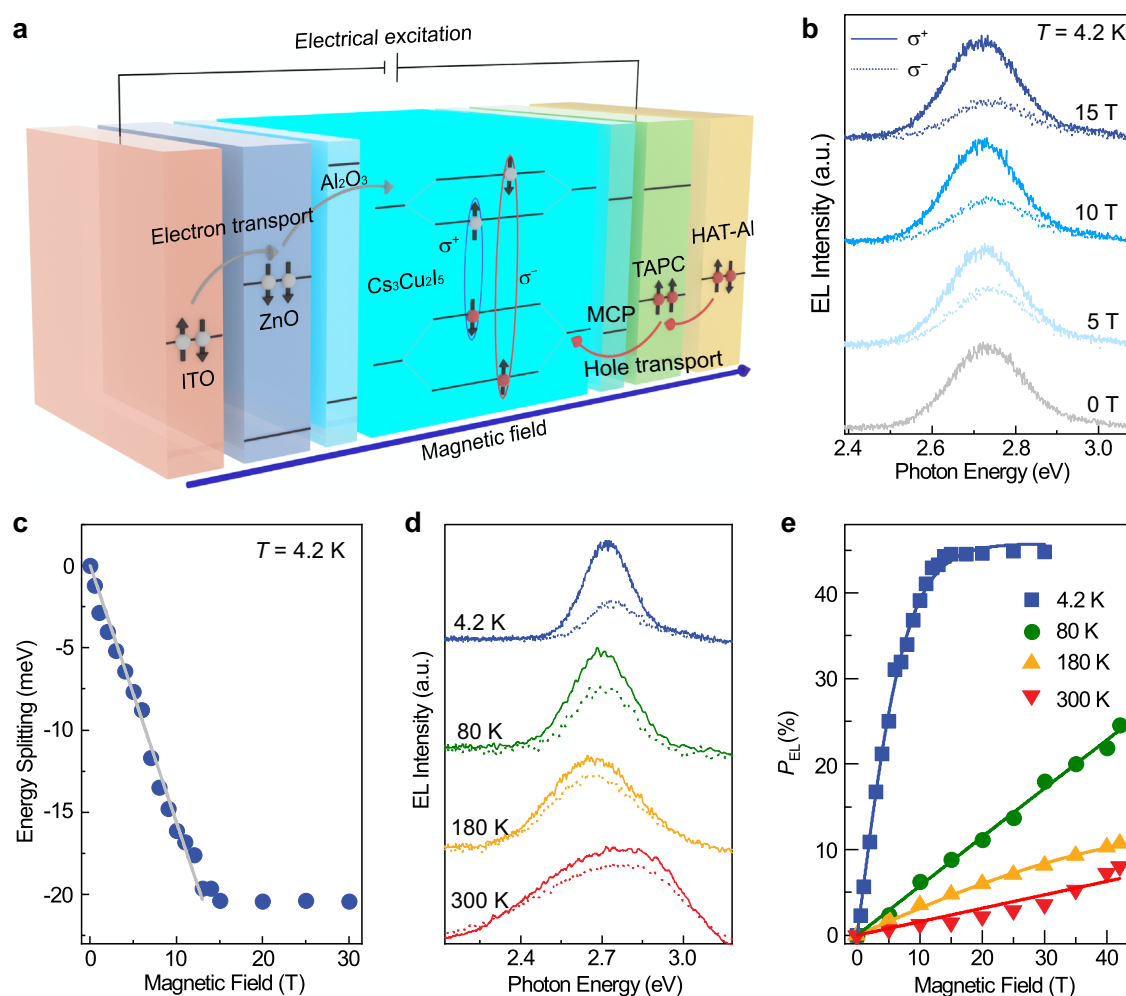 a
Electrical excitation
Al₂O₃
Electron transport
HAT-Al
σ⁺
Cs₃Cu₂I₅
σ⁻
TAPC
ZnO
MCP
ITO
Hole transport
Magnetic field
b
σ⁺
σ⁻
T = 4.2 K
15 T
10 T
5 T
0 T
EL Intensity (a.u.)
2.4 2.6 2.8 3.0
Photon Energy (eV)
c
T = 4.2 K
0
-5
-10
-15
-20
Energy Splitting (meV)
0 10 20 30
Magnetic Field (T)
d
4.2 K
80 K
180 K
300 K
EL Intensity (a.u.)
2.4 2.7 3.0
Photon Energy (eV)
e
40
30
20
10
0
P_EL (%)
4.2 K
80 K
180 K
300 K
0 10 20 30 40
Magnetic Field (T)